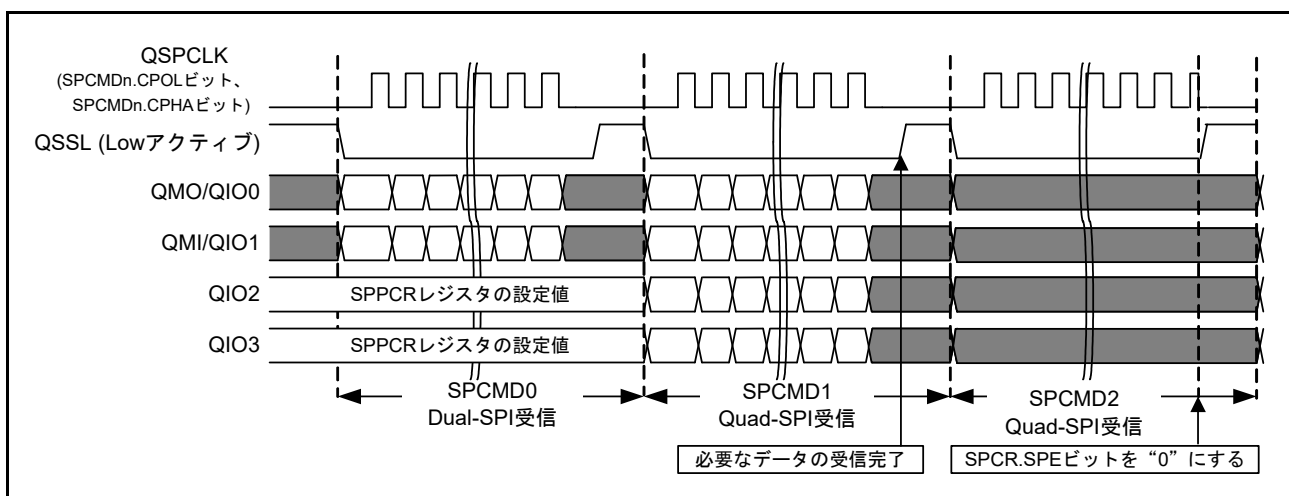 QSPCLK
(SPCMDn.CPOLビット、
SPCMDn.CPHAビット)
QSSL (Lowアクティブ)
QMO/QIO0
QMI/QIO1
QIO2
SPPCRレジスタの設定値
QIO3
SPPCRレジスタの設定値
SPCMD0
Dual-SPI受信
SPCMD1
Quad-SPI受信
SPCMD2
Quad-SPI受信
必要なデータの受信完了
SPCR.SPEビットを“0”にする